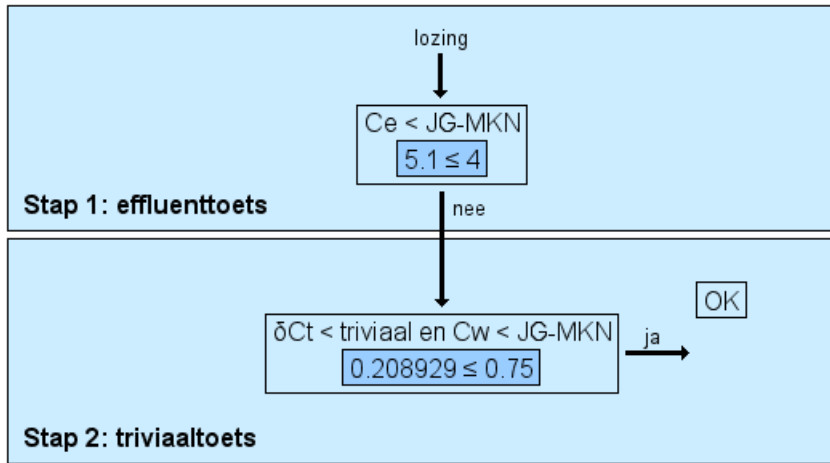 lozing
Ce < JG-MKN
5.1 ≤ 4
Stap 1: effluenttoets
nee
OK
δCt < triviaal en Cw < JG-MKN
ja
0.208929 ≤ 0.75
Stap 2: triviaaltoets